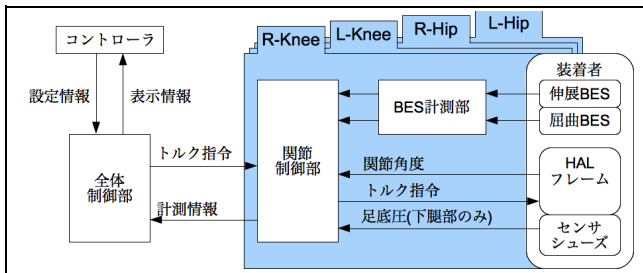 コントローラ
設定情報
表示情報
全体
制御部
トルク指令
計測情報
R-Knee
L-Knee
R-Hip
L-Hip
関節
制御部
BES計測部
関節角度
トルク指令
足底圧(下腿部のみ)
装着者
伸展BES
屈曲BES
HAL
フレーム
センサ
シューズ